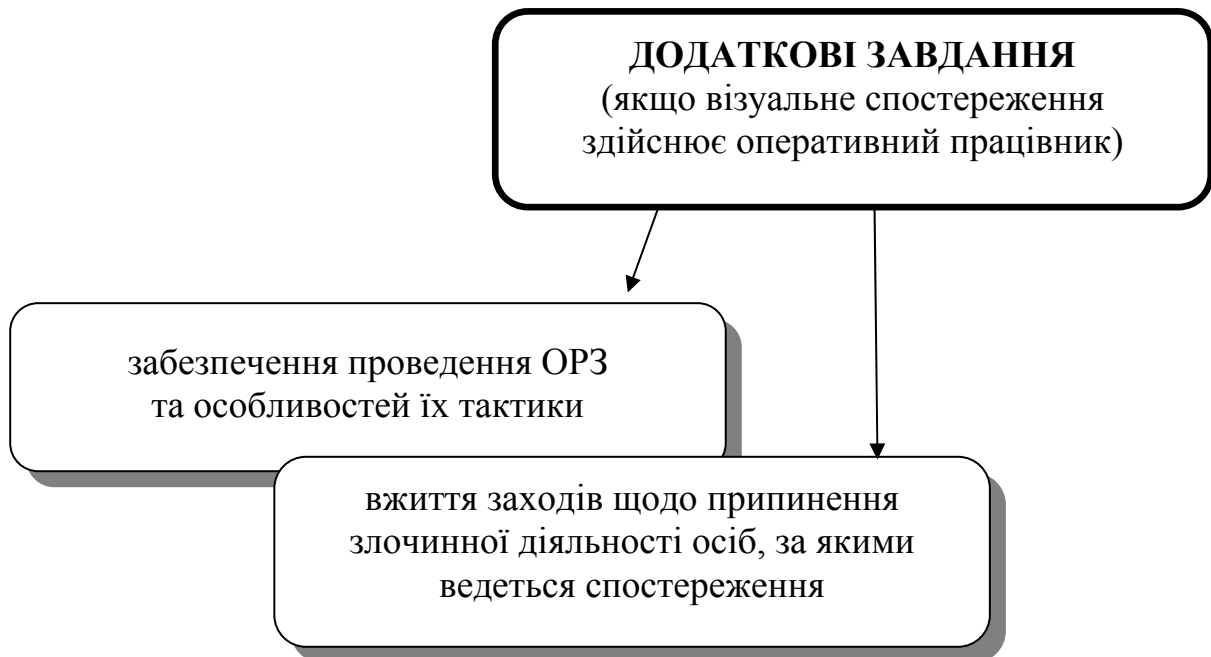 ДОДАТКОВІ ЗАВДАННЯ
(якщо візуальне спостереження
здійснює оперативний працівник)
забезпечення проведення ОРЗ
та особливостей їх тактики
вжиття заходів щодо припинення
злочинної діяльності осіб, за якими
ведеться спостереження